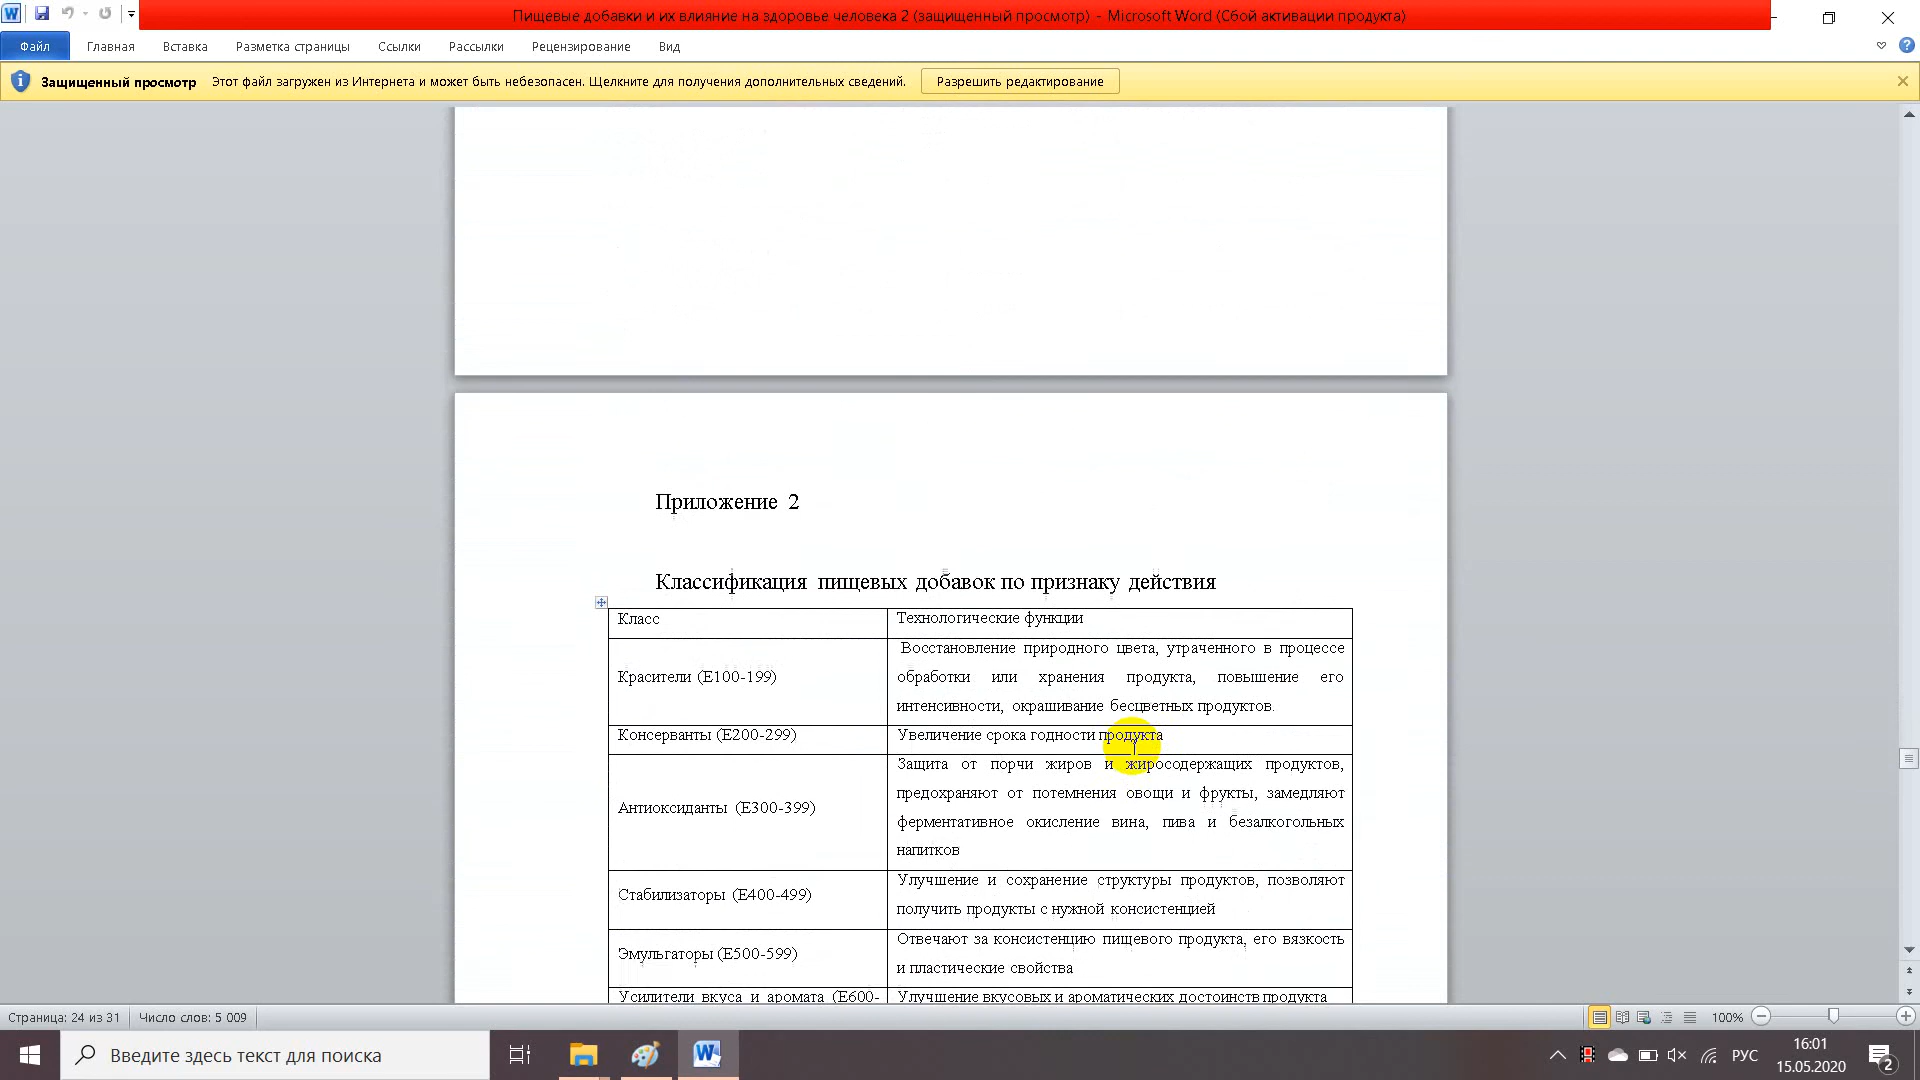 Пищевые добавки и их влияние на здоровье человека 2 (защищенный просмотр) - Microsoft Word (Сбой активации продукта)
Файл Главная Вставка Разметка страницы Ссылки Рассылки Рецензирование Вид
Защищенный просмотр Этот файл загружен из Интернета и может быть небезопасен. Щелкните для получения дополнительных сведений. Разрешить редактирование
Приложение 2
Классификация пищевых добавок по признаку действия
Класс
Технологические функции
Красители (Е100-199)
Восстановление природного цвета, утраченного в процессе
обработки или хранения продукта, повышение его
интенсивности, окрашивание бесцветных продуктов.
Консерванты (Е200-299)
Увеличение срока годности продукта
Антиоксиданты (Е300-399)
Защита от порчи жиров и жиросодержащих продуктов,
предохраняют от потемнения овощи и фрукты, замедляют
ферментативное окисление вина, пива и безалкогольных
напитков
Стабилизаторы (Е400-499)
Улучшение и сохранение структуры продуктов, позволяют
получить продукты с нужной консистенцией
Эмульгаторы (Е500-599)
Отвечают за консистенцию пищевого продукта, его вязкость
и пластические свойства
Усилители вкуса и аромата (Е600-
Улучшение вкусовых и ароматических достоинств продукта
Страница: 24 из 31 Число слов: 5 009 100%
Введите здесь текст для поиска
РУС
16:01
15.05.2020
2